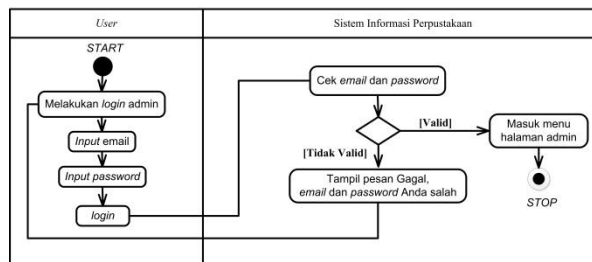 User
Sistem Informasi Perpustakaan
START
Melakukan login admin
Input email
Input password
login
Cek email dan password
[Valid]
[Tidak Valid]
Masuk menu
halaman admin
Tampil pesan Gagal,
email dan password Anda salah
STOP